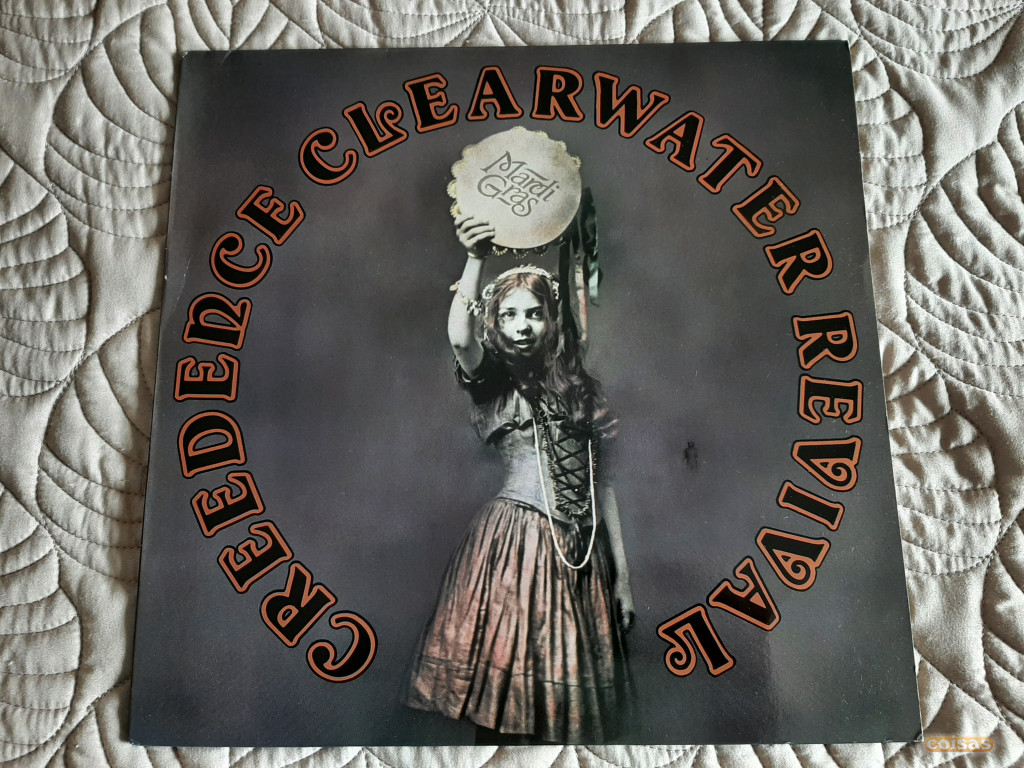 CREEDENCE CLEARWATER REVIVAL
Mardi
Gras
coisas